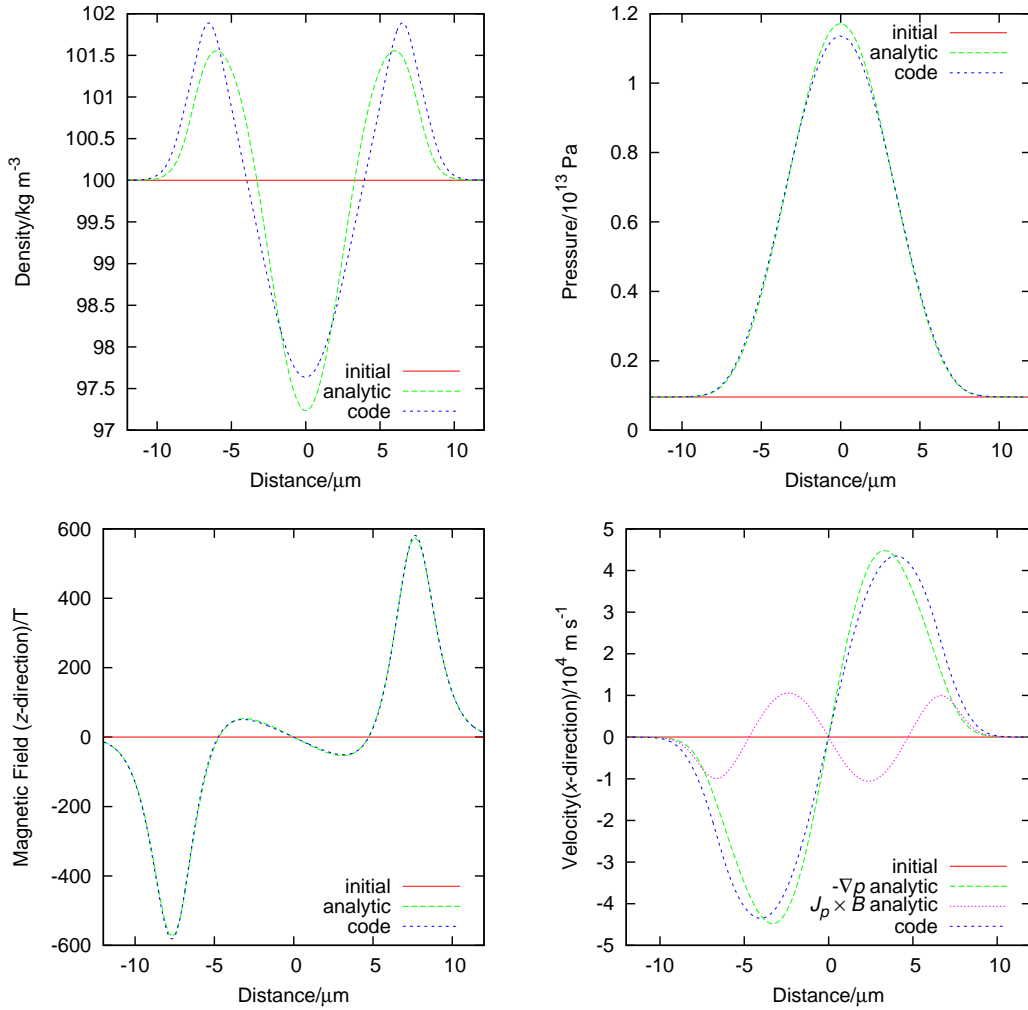 102
101.5
101
100.5
100
99.5
99
98.5
98
97.5
97
-10 -5 0 5 10
Density/kg m⁻³
Distance/μm
initial
analytic
code
1.2
1
0.8
0.6
0.4
0.2
0
-10 -5 0 5 10
Pressure/10¹³ Pa
Distance/μm
initial
analytic
code
600
400
200
0
-200
-400
-600
-10 -5 0 5 10
Magnetic Field (z-direction)/T
Distance/μm
initial
analytic
code
5
4
3
2
1
0
-1
-2
-3
-4
-5
-10 -5 0 5 10
Velocity(x-direction)/10⁴ m s⁻¹
Distance/μm
initial
-∇p analytic
Jₚ × B analytic
code